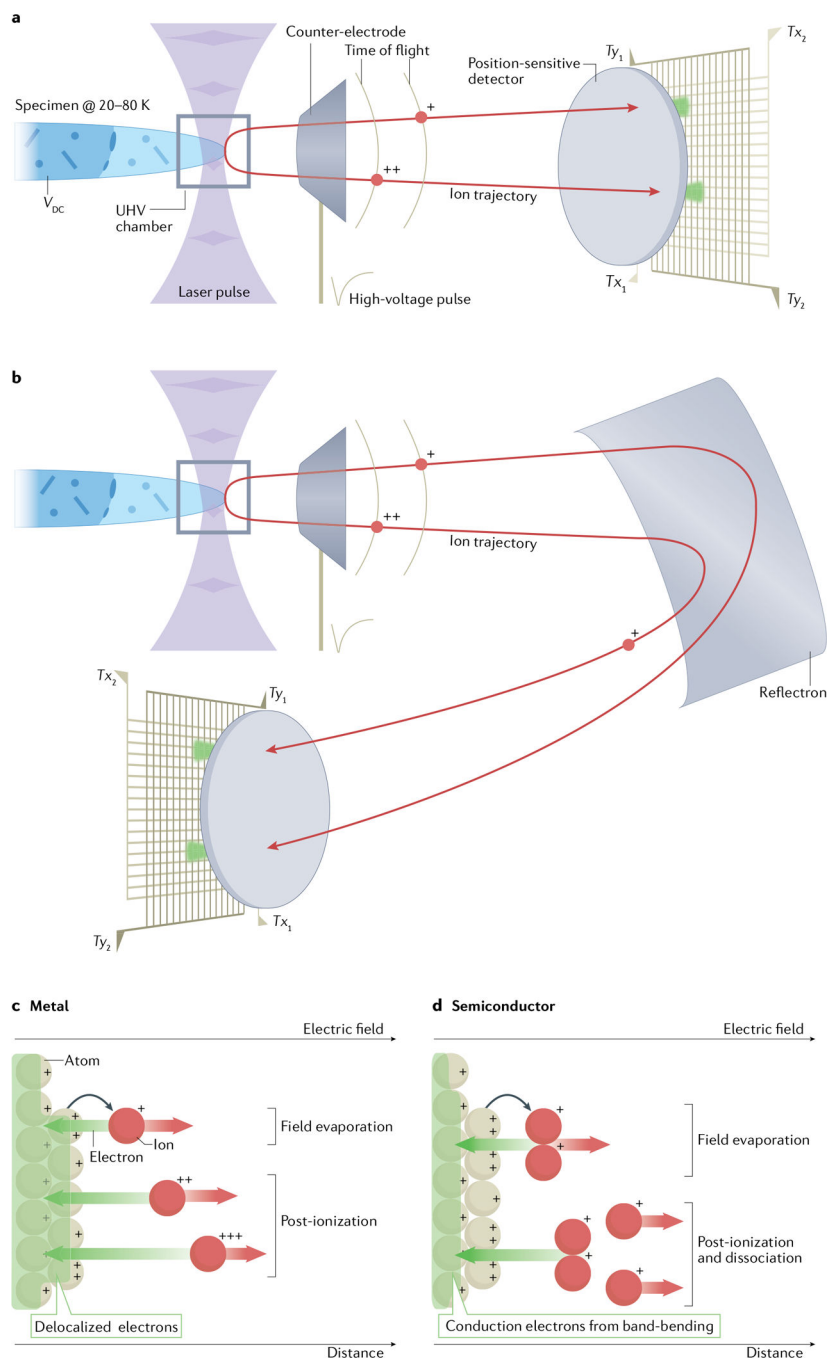 a
Counter-electrode
Time of flight
Position-sensitive
detector
Ty1
Tx2
Specimen @ 20–80 K
+
++
VDC
UHV
chamber
Ion trajectory
Laser pulse
High-voltage pulse
Tx1
Ty2
b
+
++
Ion trajectory
+
Reflectron
Tx2
Ty1
Tx1
Ty2
c Metal
Electric field
Atom
+
Field evaporation
Electron
Ion
++
Post-ionization
+++
Delocalized electrons
Distance
d Semiconductor
Electric field
+
+
Field evaporation
+
+
+
+
Post-ionization
and dissociation
Conduction electrons from band-bending
Distance